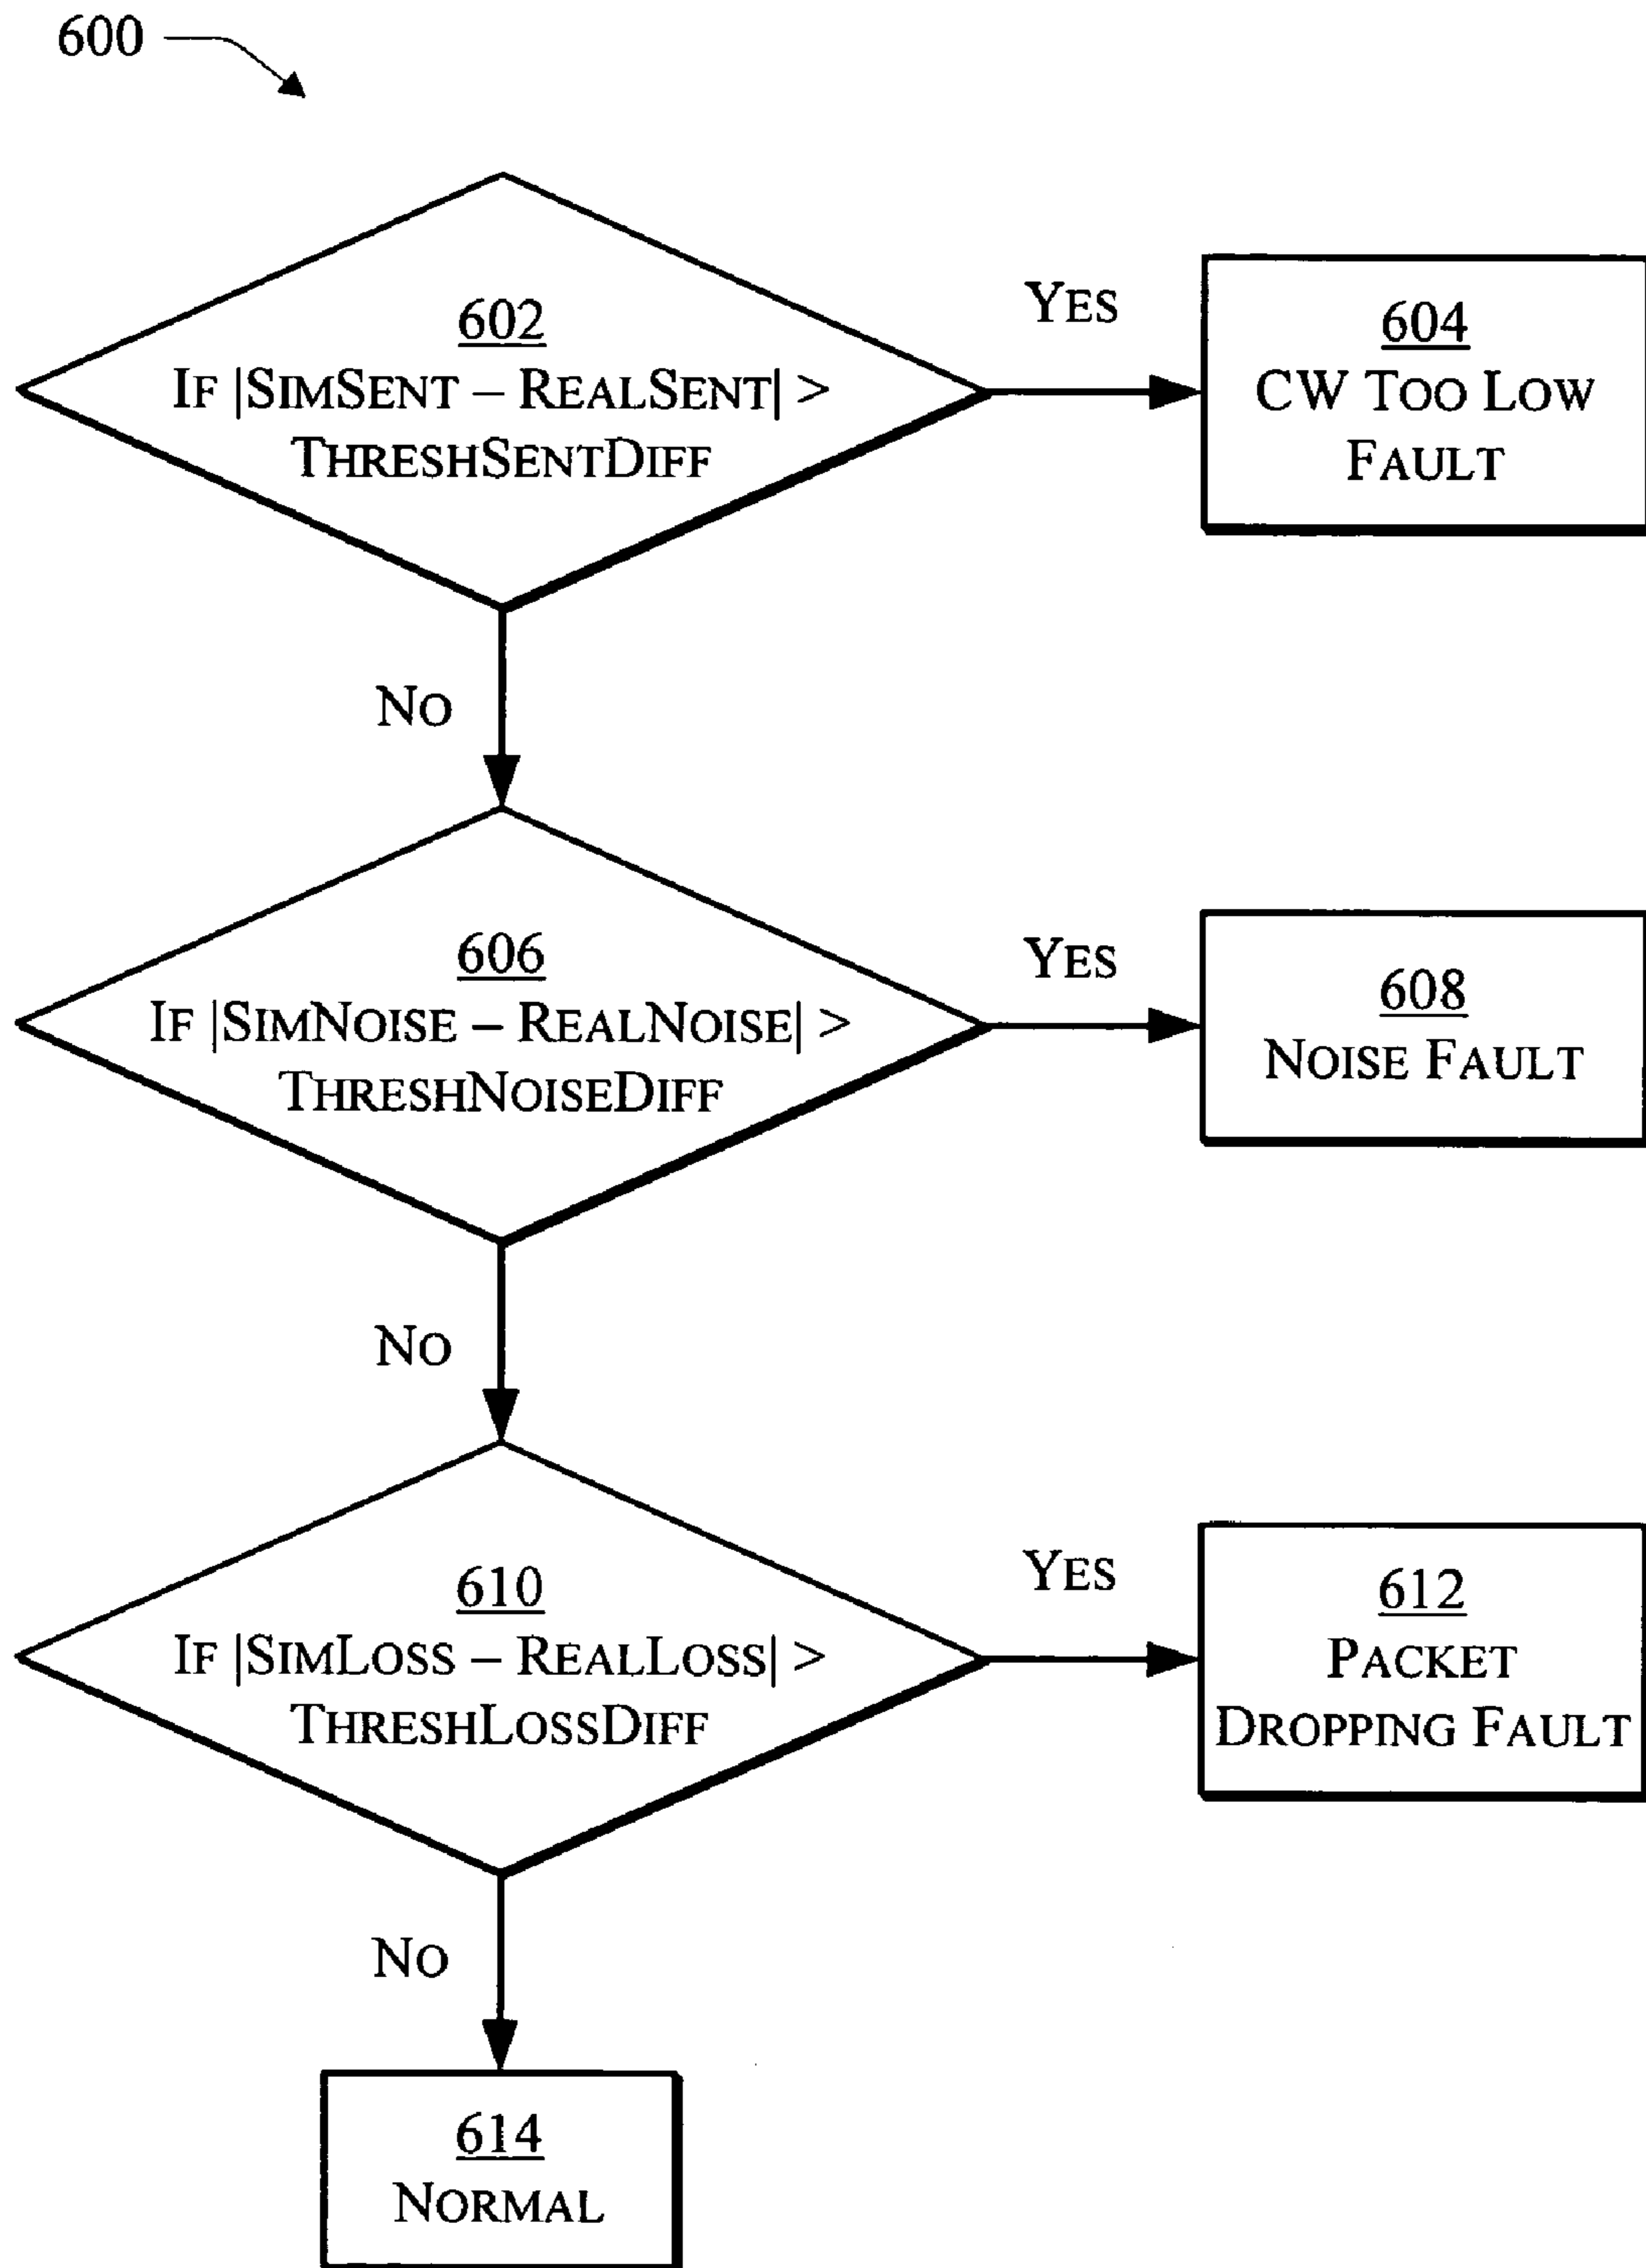 600
602
IF |SIMSENT – REALSENT| >
THRESHSENTDIFF
YES
604
CW TOO LOW
FAULT
NO
606
IF |SIMNOISE – REALNOISE| >
THRESHNOISEDIFF
YES
608
NOISE FAULT
NO
610
IF |SIMLOSS – REALLOSS| >
THRESHLOSSDIFF
YES
612
PACKET
DROPPING FAULT
NO
614
NORMAL